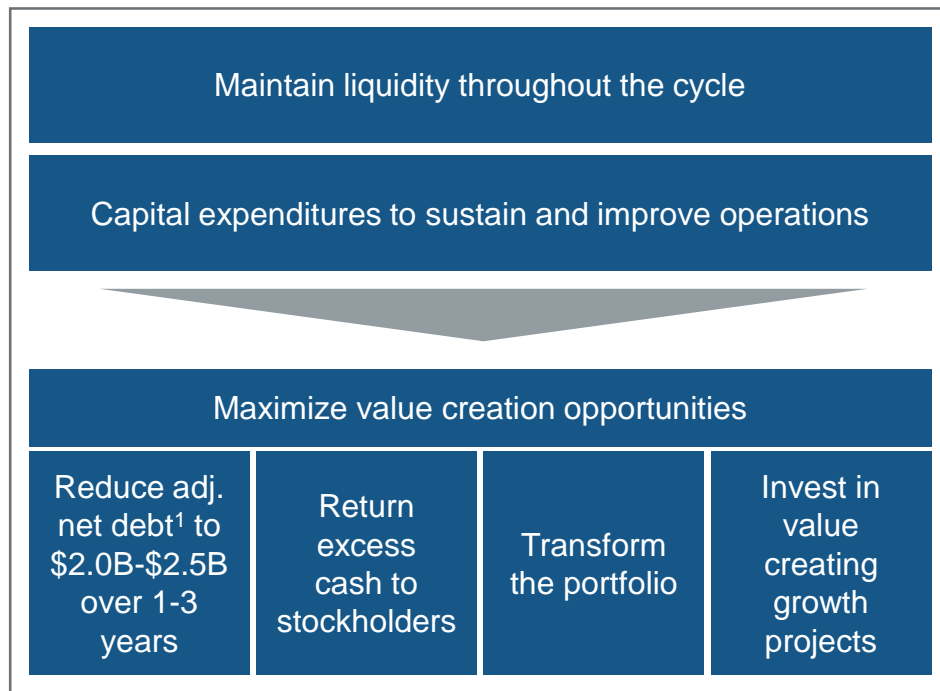 Maintain liquidity throughout the cycle
Capital expenditures to sustain and improve operations
Maximize value creation opportunities
Reduce adj.
net debt¹ to
$2.0B-$2.5B
over 1-3
years
Return
excess
cash to
stockholders
Transform
the portfolio
Invest in
value
creating
growth
projects